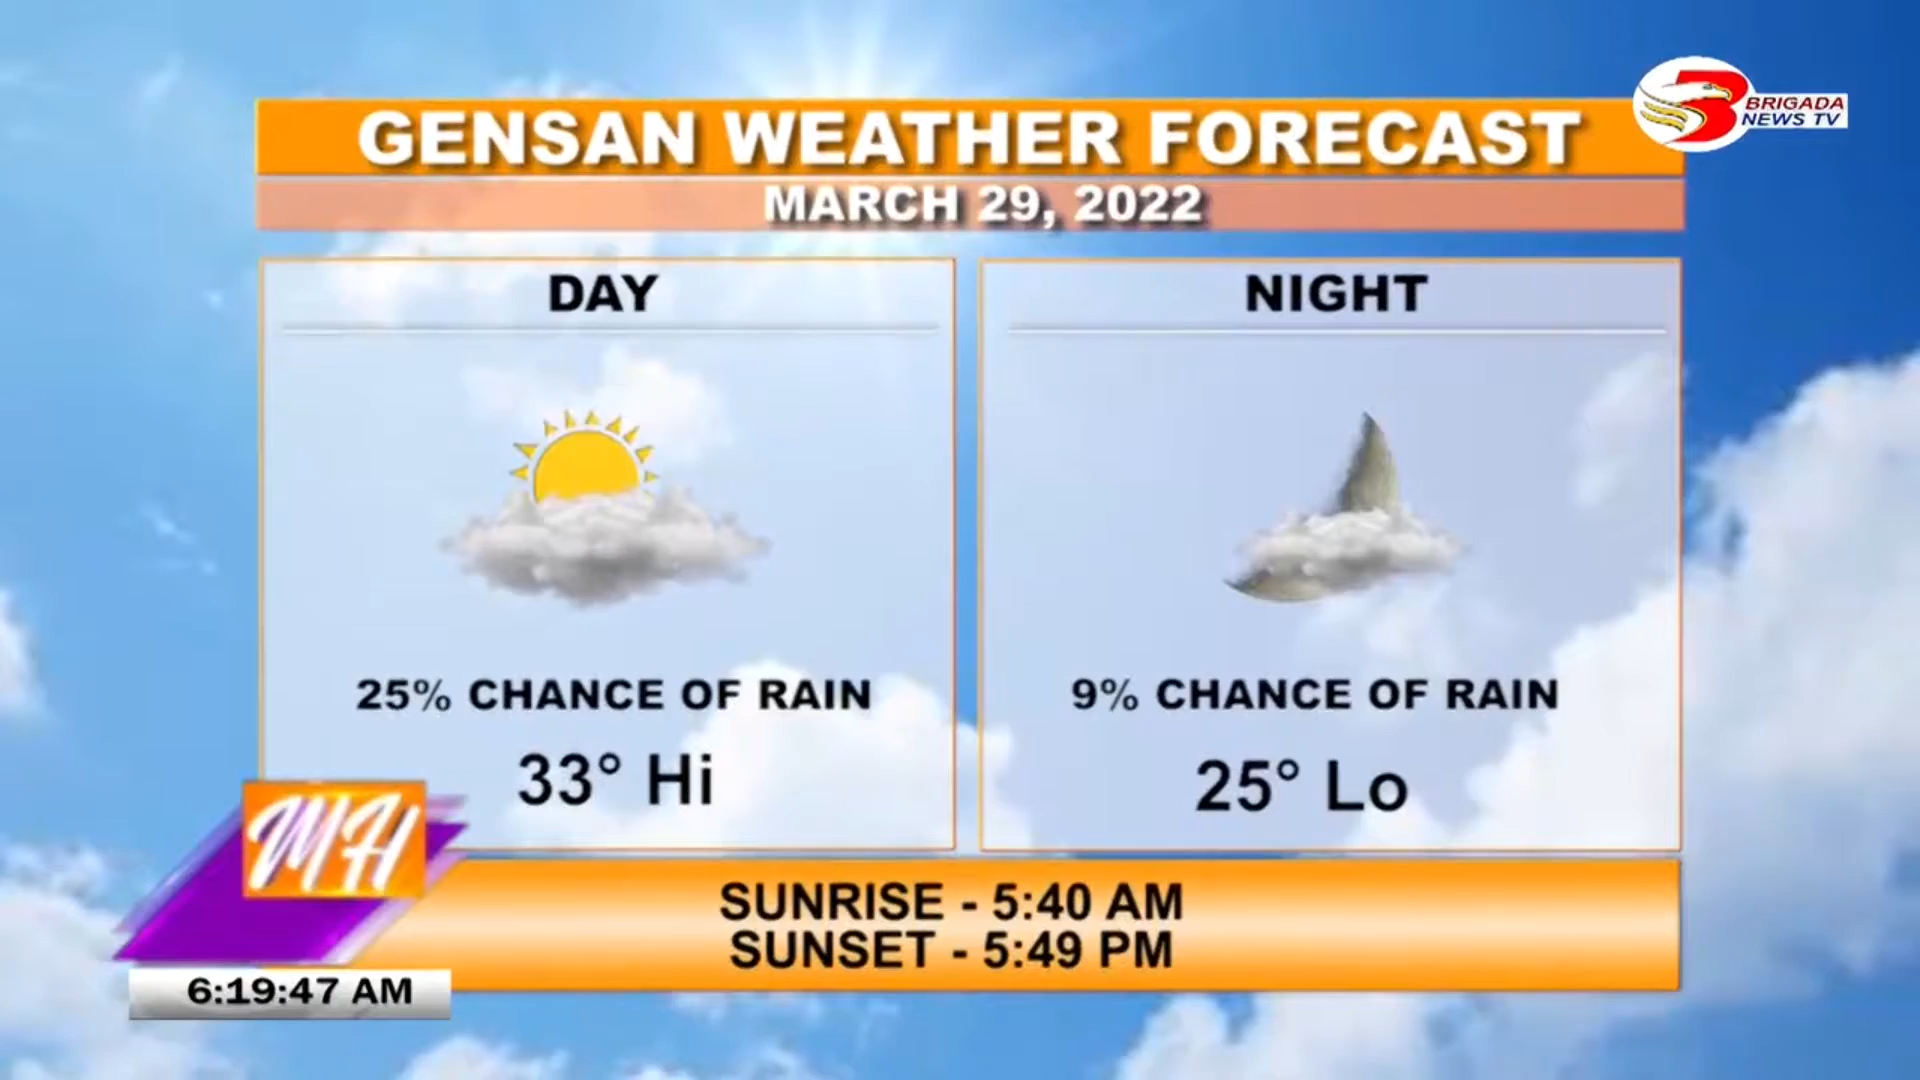 BRIGADA
NEWS TV
GENSAN WEATHER FORECAST
MARCH 29, 2022
DAY
25% CHANCE OF RAIN
33° Hi
NIGHT
9% CHANCE OF RAIN
25° Lo
MH
SUNRISE - 5:40 AM
SUNSET - 5:49 PM
6:19:47 AM